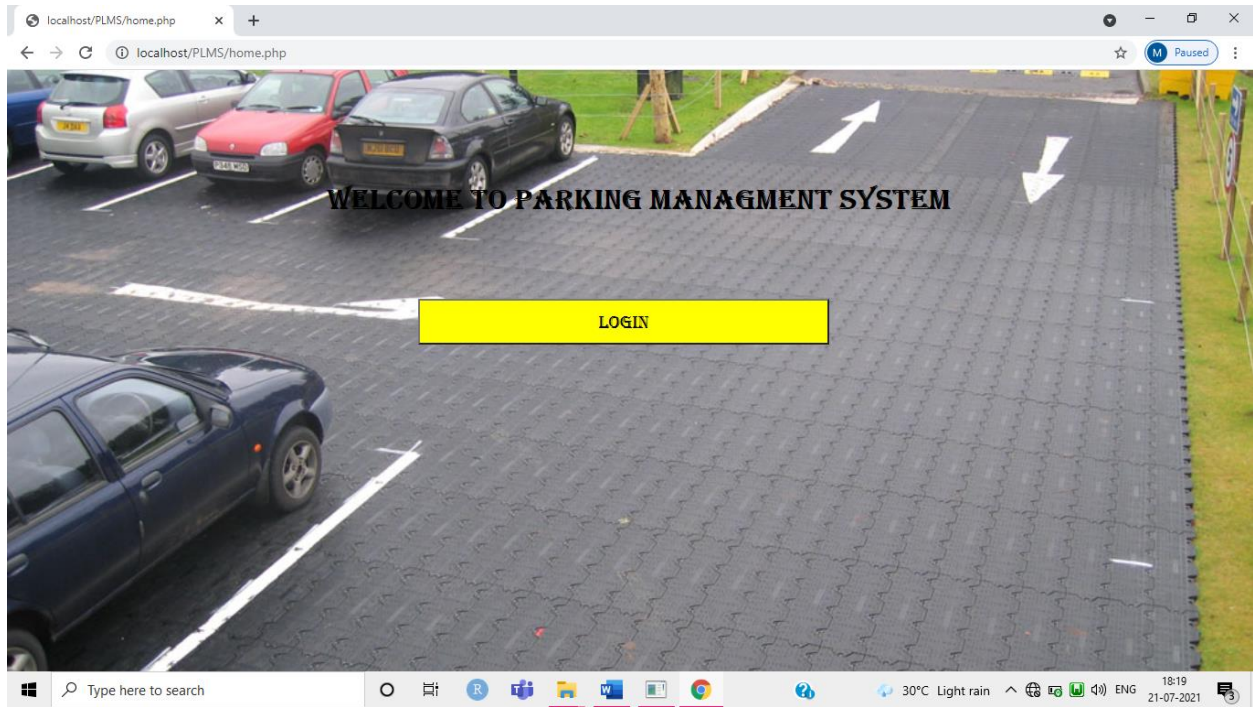 localhost/PLMS/home.php
localhost/PLMS/home.php
M Paused
WELCOME TO PARKING MANAGMENT SYSTEM
LOGIN
Type here to search
30°C Light rain
ENG
18:19
21-07-2021
3